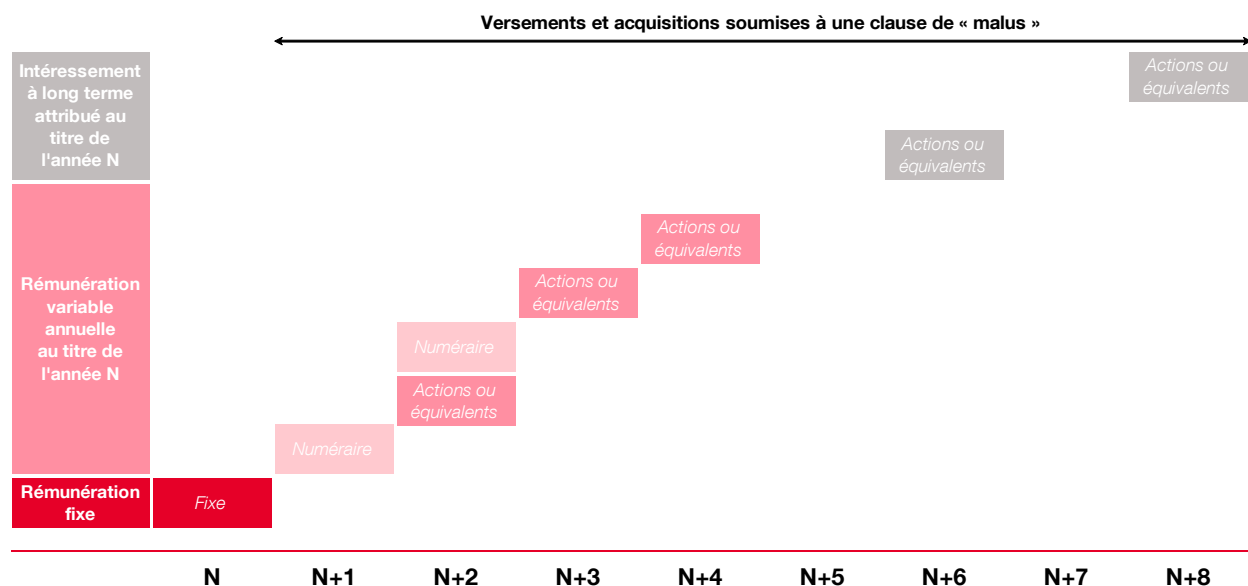 Versements et acquisitions soumises à une clause de « malus »
Intéressement
à long terme
attribué au
titre de
l'année N
Actions ou
équivalents
Actions ou
équivalents
Rémunération
variable
annuelle
au titre de
l'année N
Actions ou
équivalents
Actions ou
équivalents
Numéraire
Actions ou
équivalents
Numéraire
Rémunération
fixe
Fixe
N N+1 N+2 N+3 N+4 N+5 N+6 N+7 N+8